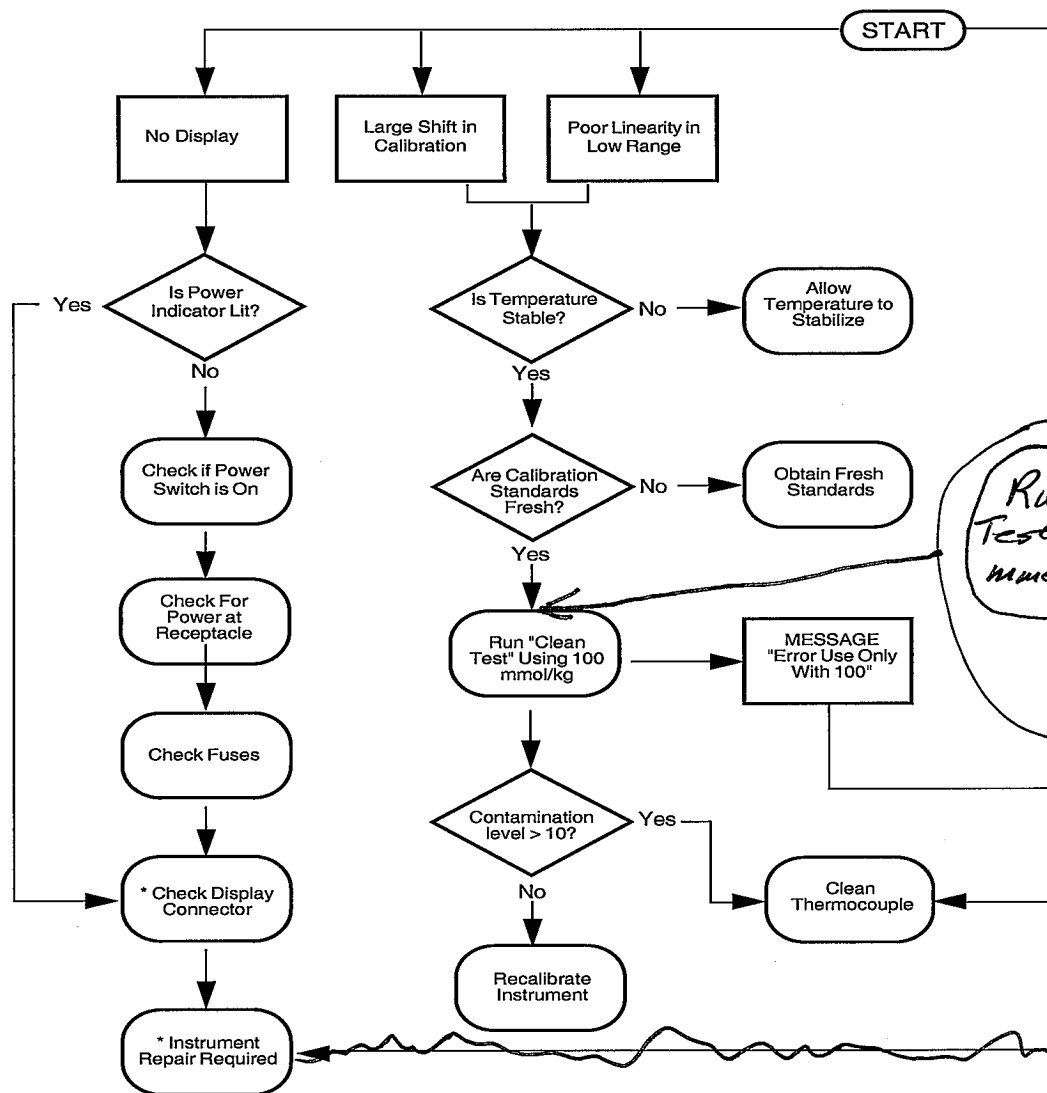 START
No Display
Large Shift in
Calibration
Poor Linearity in
Low Range
Is Power
Indicator Lit?
Yes
No
Is Temperature
Stable?
No
Yes
Allow
Temperature to
Stabilize
Check if Power
Switch is On
Are Calibration
Standards
Fresh?
No
Yes
Obtain Fresh
Standards
Check For
Power at
Receptacle
Run "Clean
Test" Using 100
mmol/kg
MESSAGE
"Error Use Only
With 100"
Check Fuses
Contamination
level > 10?
Yes
No
* Check Display
Connector
Clean
Thermocouple
Recalibrate
Instrument
* Instrument
Repair Required